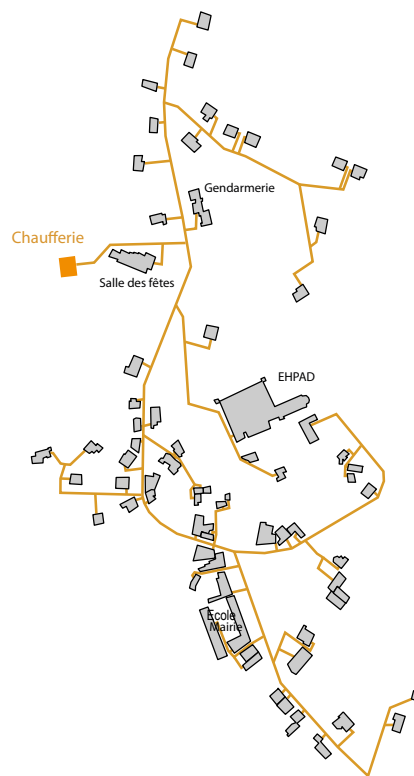 Gendarmerie
Chaufferie
Salle des fêtes
EHPAD
Ecole
Mairie